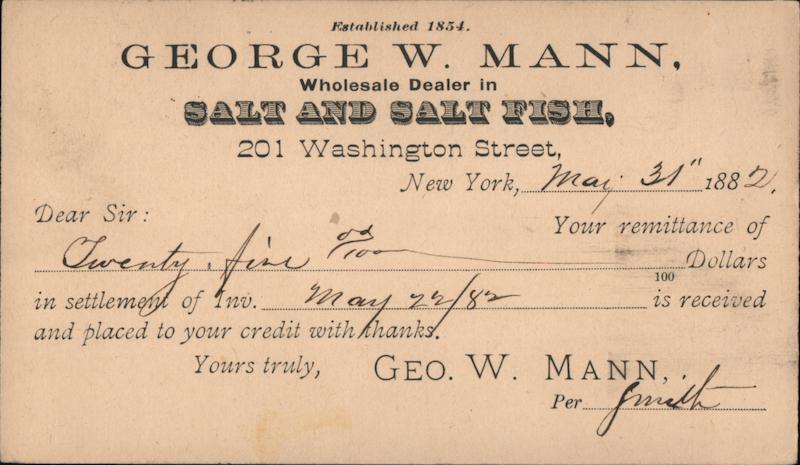 Established 1854.
GEORGE W. MANN,
Wholesale Dealer in
SALT AND SALT FISH,
201 Washington Street,
New York, May 31" 1882.
Dear Sir: Your remittance of
Twenty five 00/100 100 Dollars
in settlement of Inv. May 22/82 is received
and placed to your credit with thanks.
Yours truly, GEO. W. MANN,
Per